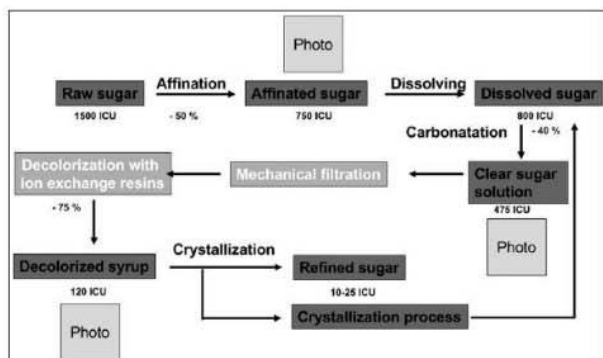 Photo
Affination
Dissolving
Raw sugar
Affinated sugar
Dissolved sugar
1500 ICU
- 50 %
750 ICU
800 ICU
Carbonatation
- 40 %
Decolorization with
ion exchange resins
Mechanical filtration
Clear sugar
solution
- 75 %
475 ICU
Photo
Crystallization
Decolorized syrup
Refined sugar
120 ICU
10-25 ICU
Photo
Crystallization process